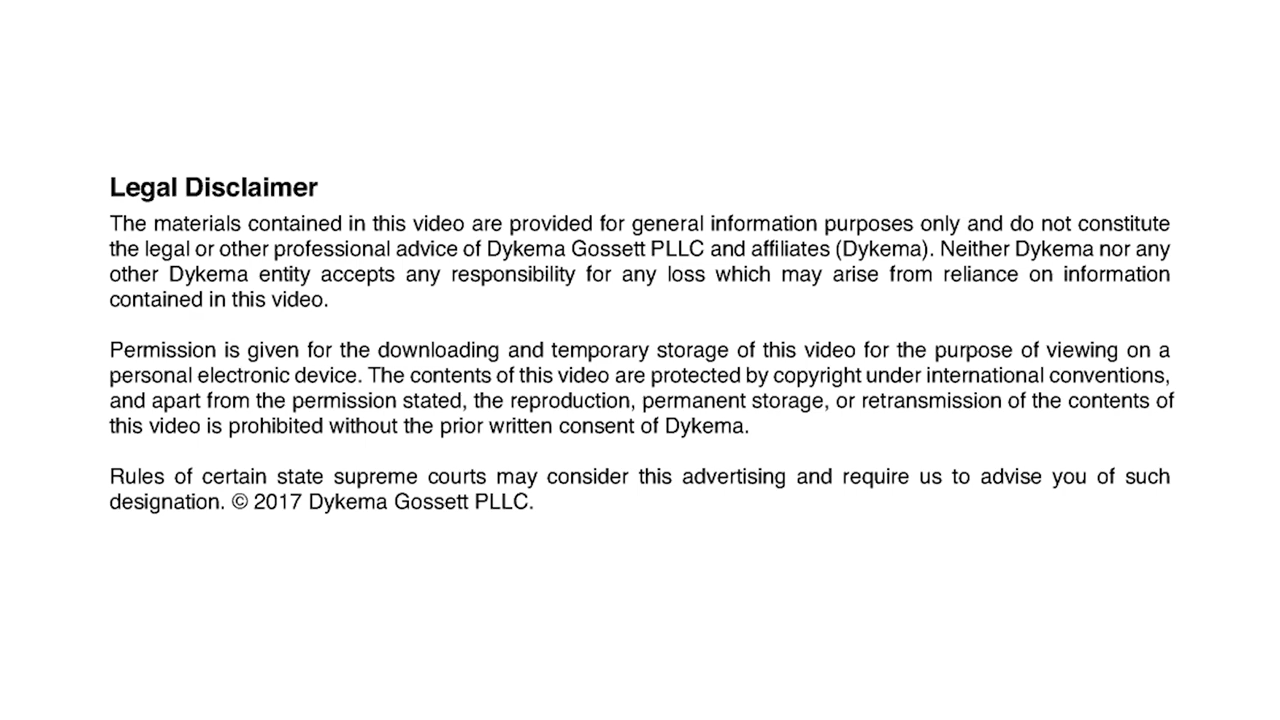 Legal Disclaimer
The materials contained in this video are provided for general information purposes only and do not constitute
the legal or other professional advice of Dykema Gossett PLLC and affiliates (Dykema). Neither Dykema nor any
other Dykema entity accepts any responsibility for any loss which may arise from reliance on information
contained in this video.
Permission is given for the downloading and temporary storage of this video for the purpose of viewing on a
personal electronic device. The contents of this video are protected by copyright under international conventions,
and apart from the permission stated, the reproduction, permanent storage, or retransmission of the contents of
this video is prohibited without the prior written consent of Dykema.
Rules of certain state supreme courts may consider this advertising and require us to advise you of such
designation. © 2017 Dykema Gossett PLLC.